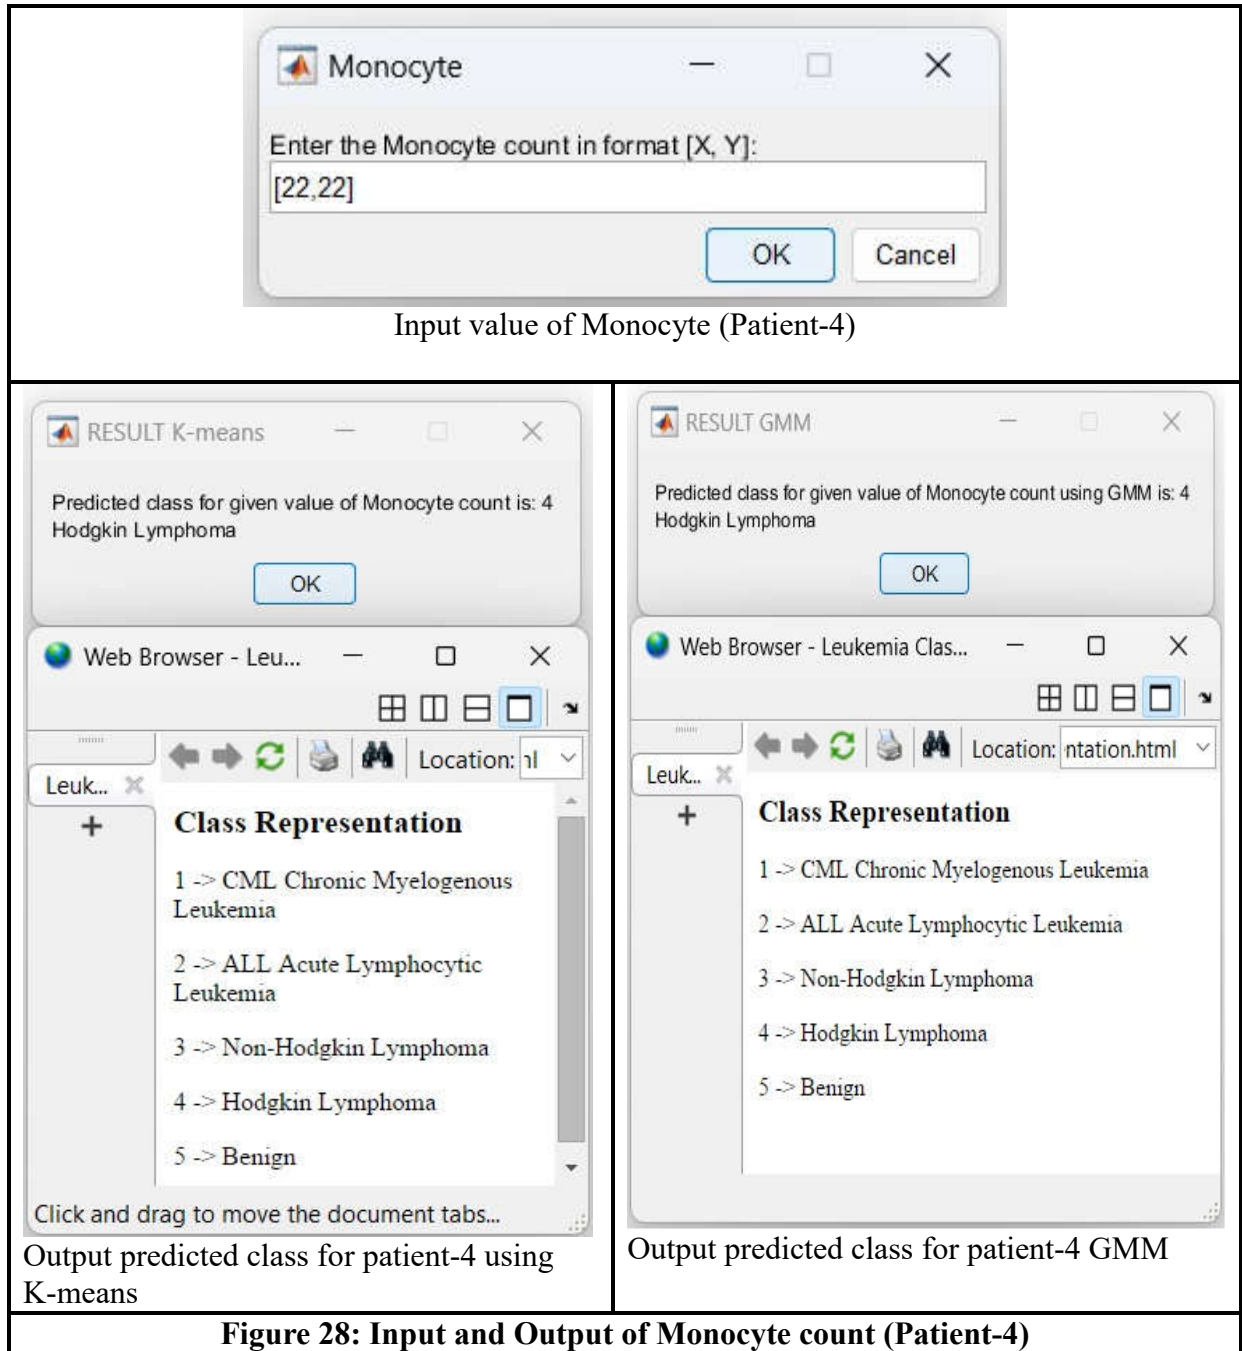 Monocyte
Enter the Monocyte count in format [X, Y]:
[22,22]
OK
Cancel
Input value of Monocyte (Patient-4)
RESULT K-means
Predicted class for given value of Monocyte count is: 4
Hodgkin Lymphoma
OK
Web Browser - Leu...
Location:
Leuk...
Class Representation
1 -> CML Chronic Myelogenous
Leukemia
2 -> ALL Acute Lymphocytic
Leukemia
3 -> Non-Hodgkin Lymphoma
4 -> Hodgkin Lymphoma
5 -> Benign
Click and drag to move the document tabs...
Output predicted class for patient-4 using
K-means
RESULT GMM
Predicted class for given value of Monocyte count using GMM is: 4
Hodgkin Lymphoma
OK
Web Browser - Leukemia Clas...
Location: ntation.html
Leuk...
Class Representation
1 -> CML Chronic Myelogenous Leukemia
2 -> ALL Acute Lymphocytic Leukemia
3 -> Non-Hodgkin Lymphoma
4 -> Hodgkin Lymphoma
5 -> Benign
Output predicted class for patient-4 GMM
Figure 28: Input and Output of Monocyte count (Patient-4)